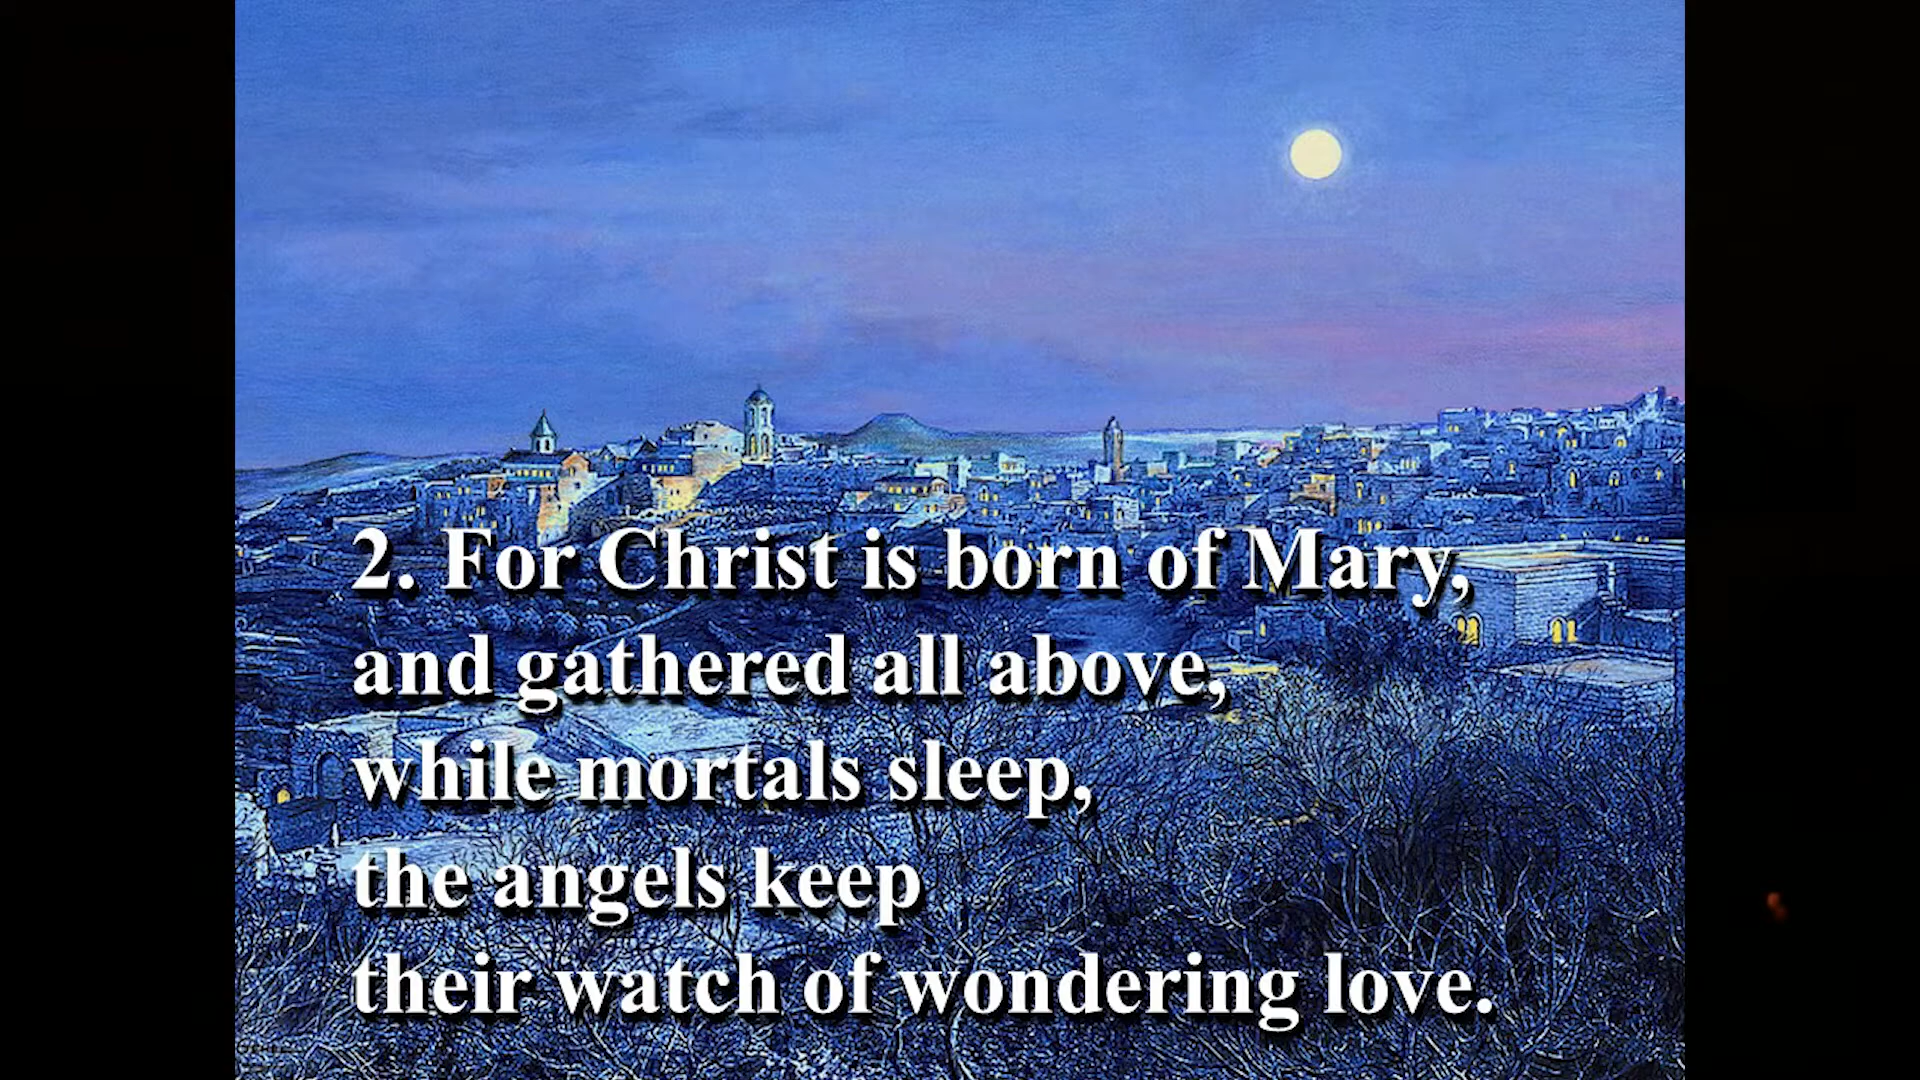 2. For Christ is born of Mary,
and gathered all above,
while mortals sleep,
the angels keep
their watch of wondering love.